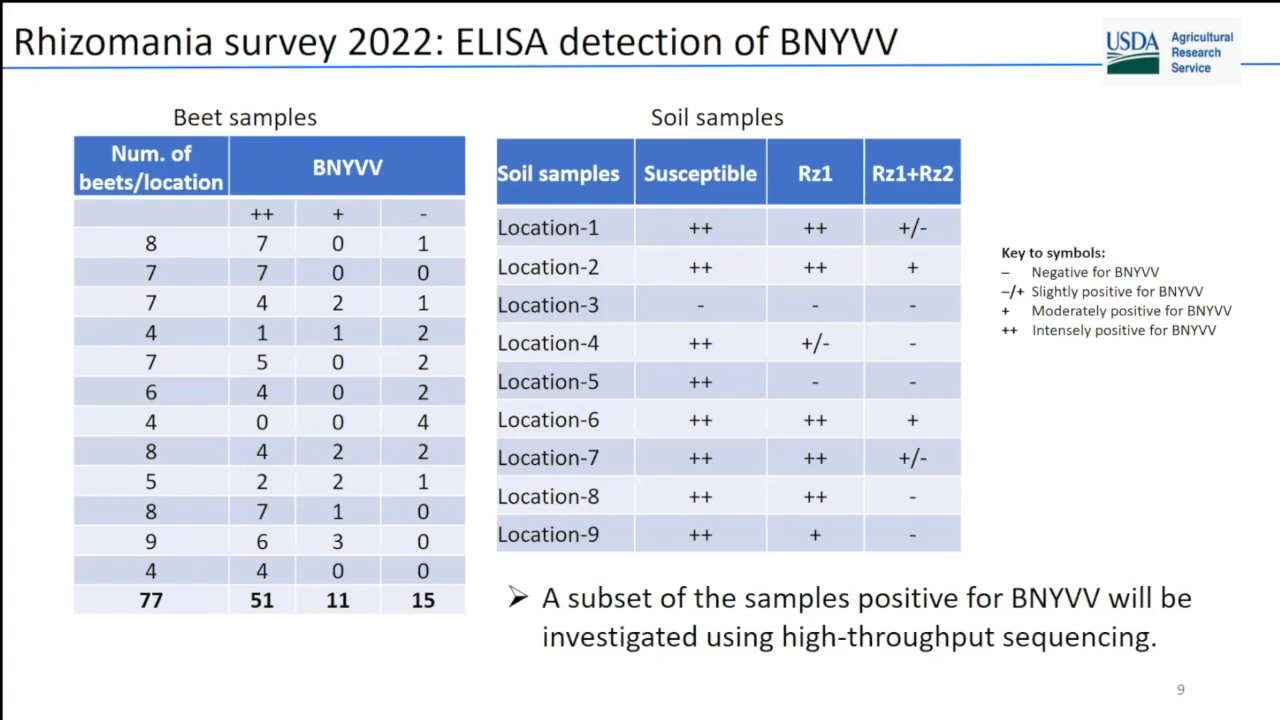 Rhizomania survey 2022: ELISA detection of BNYVV
USDA
Agricultural
Research
Service
Beet samples
Num. of
beets/location
BNYVV
++ + -
8 7 0 1
7 7 0 0
7 4 2 1
4 1 1 2
7 5 0 2
6 4 0 2
4 0 0 4
8 4 2 2
5 2 2 1
8 7 1 0
9 6 3 0
4 4 0 0
77 51 11 15
Soil samples
Soil samples Susceptible Rz1 Rz1+Rz2
Location-1 ++ ++ +/-
Location-2 ++ ++ +
Location-3 - - -
Location-4 ++ +/- -
Location-5 ++ - -
Location-6 ++ ++ +
Location-7 ++ ++ +/-
Location-8 ++ ++ -
Location-9 ++ + -
Key to symbols:
– Negative for BNYVV
–/+ Slightly positive for BNYVV
+ Moderately positive for BNYVV
++ Intensely positive for BNYVV
➢ A subset of the samples positive for BNYVV will be
investigated using high-throughput sequencing.
9